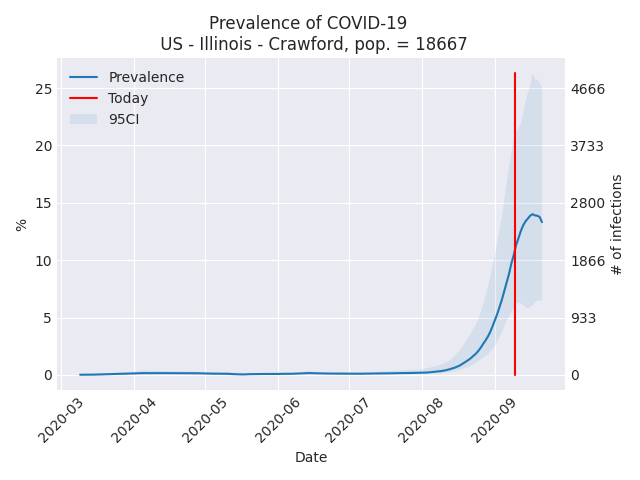 Prevalence of COVID-19
US - Illinois - Crawford, pop. = 18667
Prevalence
Today
95CI
25
20
15
10
5
0
%
4666
3733
2800
1866
933
0
# of infections
2020-03
2020-04
2020-05
2020-06
2020-07
2020-08
2020-09
Date